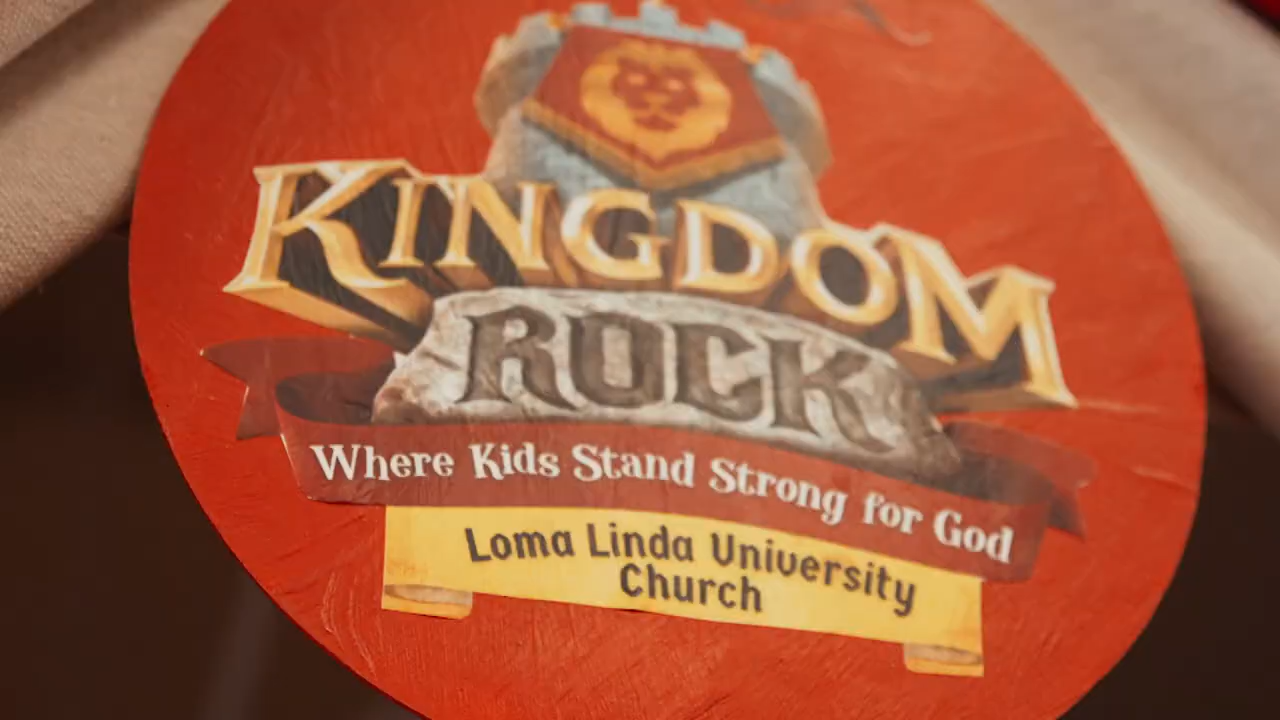 KINGDOM
ROCK
Where Kids Stand Strong for God
Loma Linda University
Church